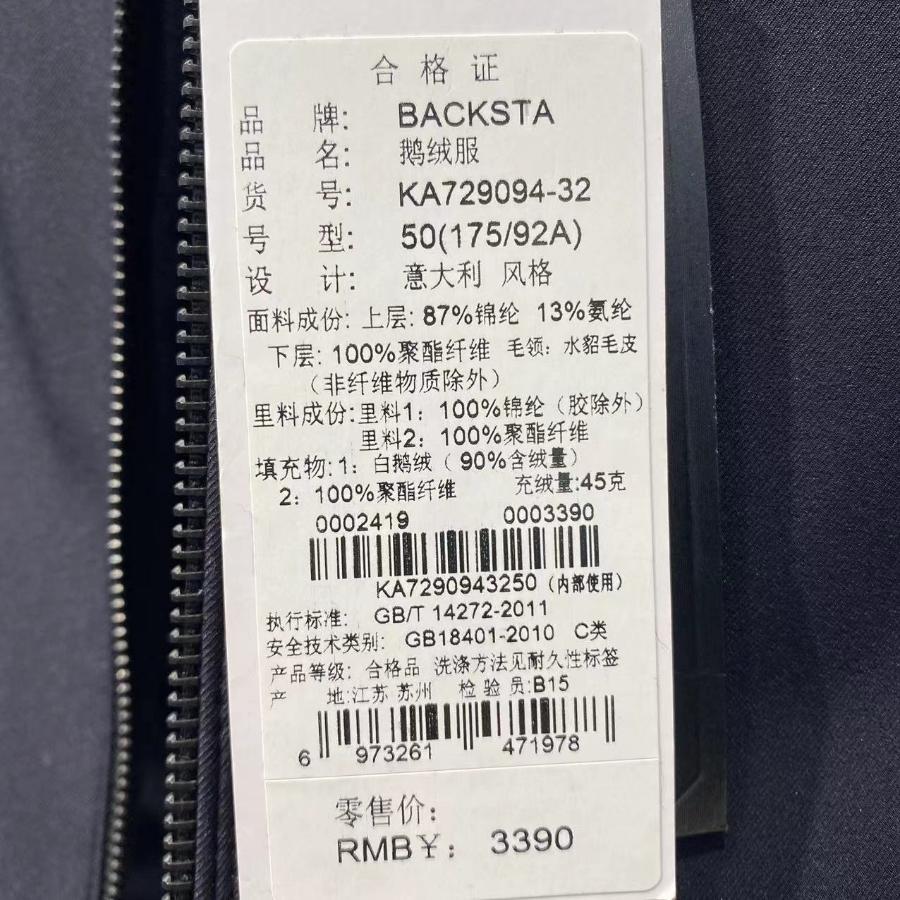 合格证
品 牌: BACKSTA
品 名: 鹅绒服
货 号: KA729094-32
号 型: 50(175/92A)
设 计: 意大利 风格
面料成份: 上层: 87%锦纶 13%氨纶
下层: 100%聚酯纤维 毛领: 水貂毛皮
（非纤维物质除外）
里料成份: 里料1: 100%锦纶（胶除外）
里料2: 100%聚酯纤维
填充物: 1: 白鹅绒（90%含绒量）
2: 100%聚酯纤维 充绒量:45克
0002419 0003390
KA7290943250（内部使用）
执行标准: GB/T 14272-2011
安全技术类别: GB18401-2010 C类
产品等级: 合格品 洗涤方法见耐久性标签
产 地:江苏 苏州 检验员:B15
6 973261 471978
零售价:
RMB￥: 3390